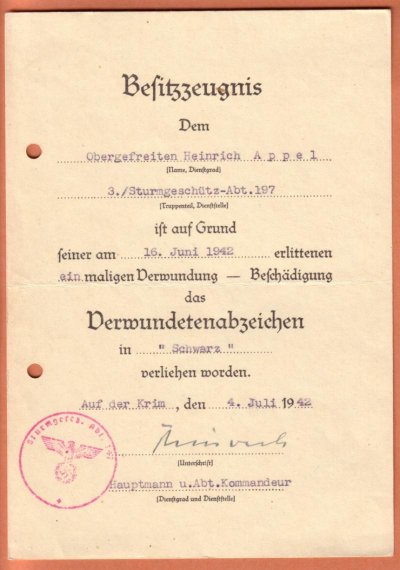 Besitzzeugnis
Dem
Obergefreiten Heinrich A p p e l
(Name, Dienstgrad)
3./Sturmgeschütz-Abt.197
(Truppenteil, Dienststelle)
ist auf Grund
seiner am 16. Juni 1942 erlittenen
ein maligen Verwundung — Beschädigung
das
Verwundetenabzeichen
in " Schwarz "
verliehen worden.
Auf der Krim , den 4. Juli 1942
(Unterschrift)
Hauptmann u.Abt.Kommandeur
(Dienstgrad und Dienststelle)
Sturmgesch. Abt.